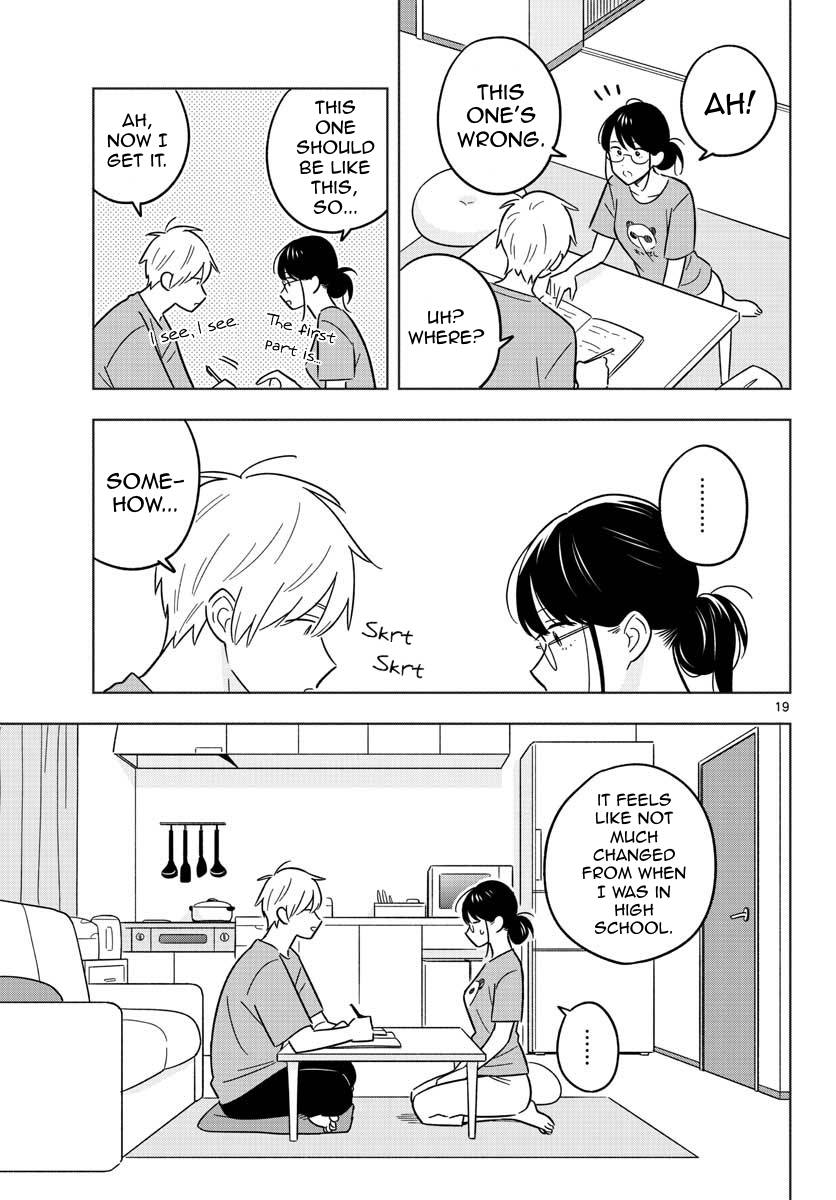 AH!
THIS
ONE'S
WRONG.
UH?
WHERE?
THIS
ONE
SHOULD
BE LIKE
THIS,
SO...
AH,
NOW I
GET IT.
The first
part is...
I see, I see
.........
SOME-
HOW...
Skrt
Skrt
19
IT FEELS
LIKE NOT
MUCH
CHANGED
FROM WHEN
I WAS IN
HIGH
SCHOOL.
......